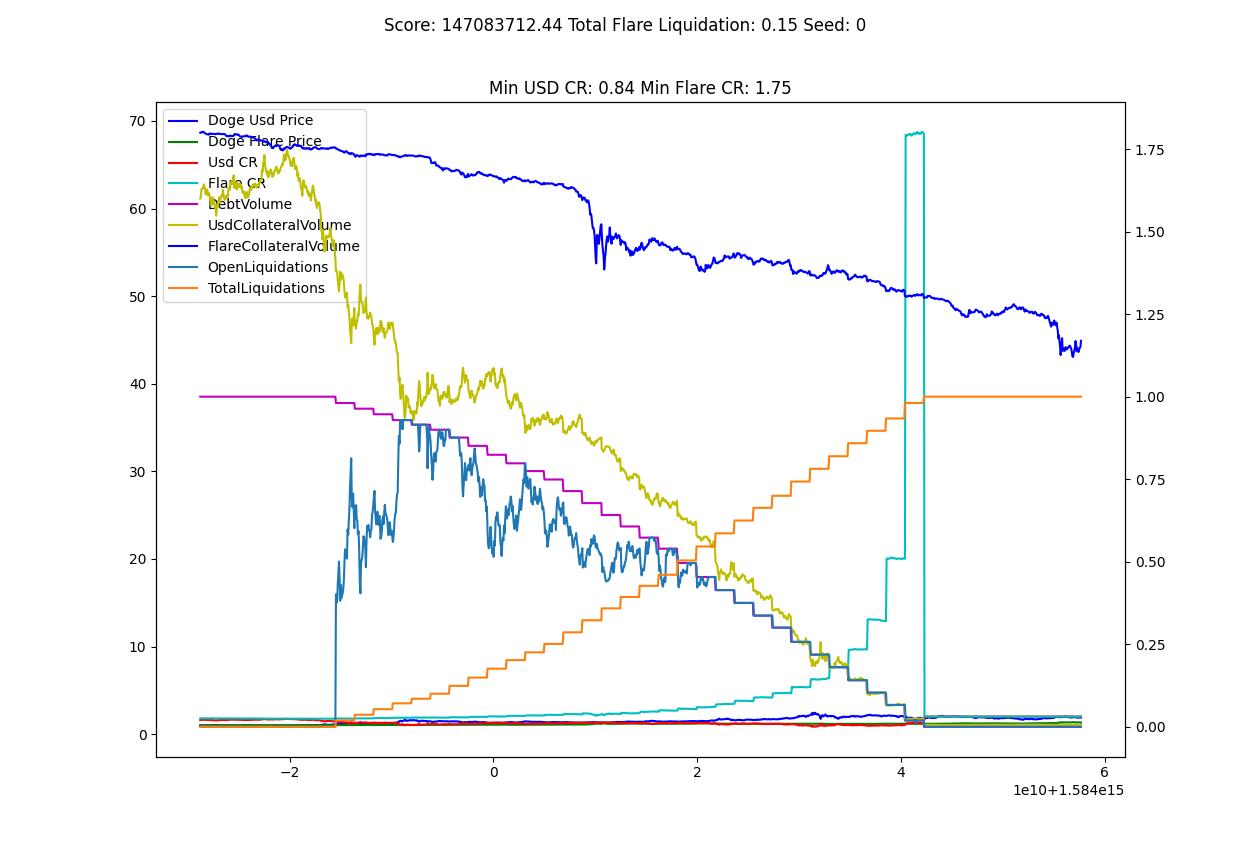 Score: 147083712.44 Total Flare Liquidation: 0.15 Seed: 0
Min USD CR: 0.84 Min Flare CR: 1.75
Doge Usd Price
Doge Flare Price
Usd CR
Flare CR
DebtVolume
UsdCollateralVolume
FlareCollateralVolume
OpenLiquidations
TotalLiquidations
70
60
50
40
30
20
10
0
1.75
1.50
1.25
1.00
0.75
0.50
0.25
0.00
−2
0
2
4
6
1e10+1.584e15